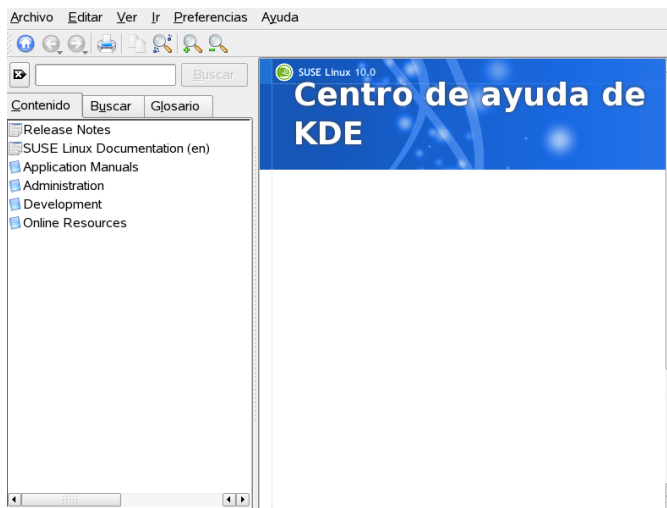 Archivo Editar Ver Ir Preferencias Ayuda
Buscar
Contenido Buscar Glosario
Release Notes
SUSE Linux Documentation (en)
Application Manuals
Administration
Development
Online Resources
SUSE Linux 10.0
Centro de ayuda de
KDE